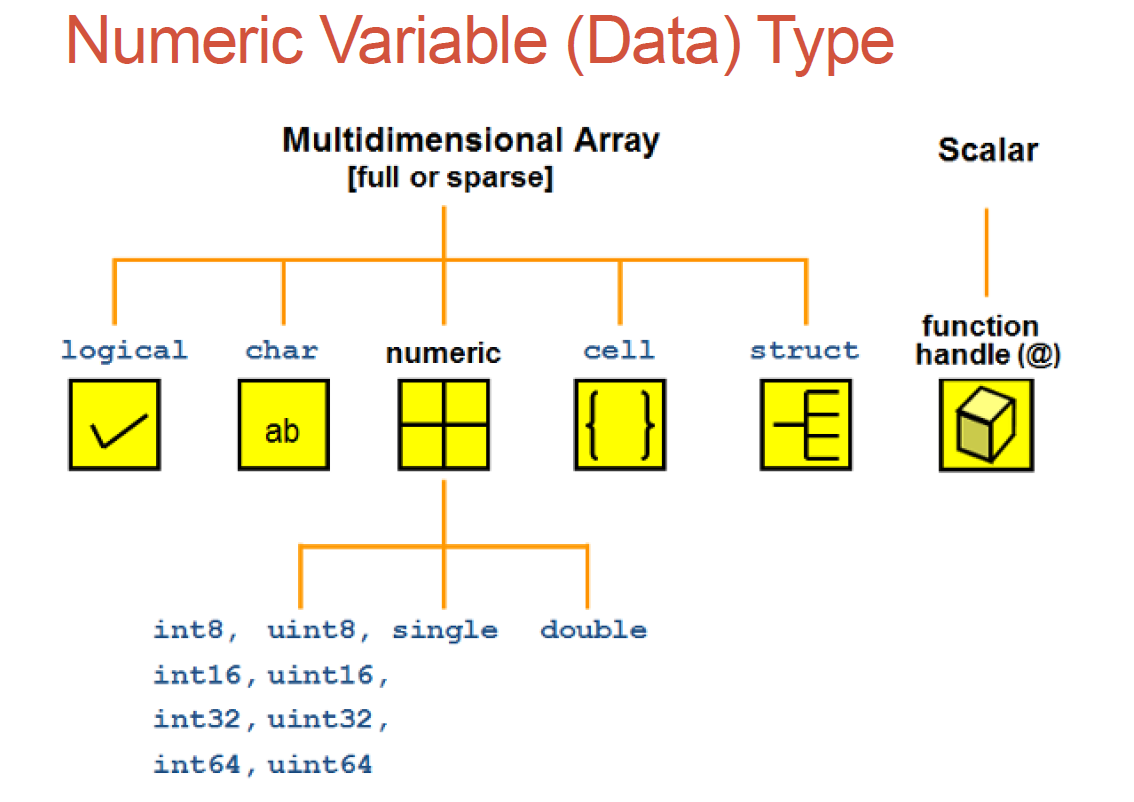 Numeric Variable (Data) Type
Multidimensional Array
[full or sparse]
Scalar
logical
char
numeric
cell
struct
function
handle (@)
ab
{ }
int8, uint8, single double
int16, uint16,
int32, uint32,
int64, uint64